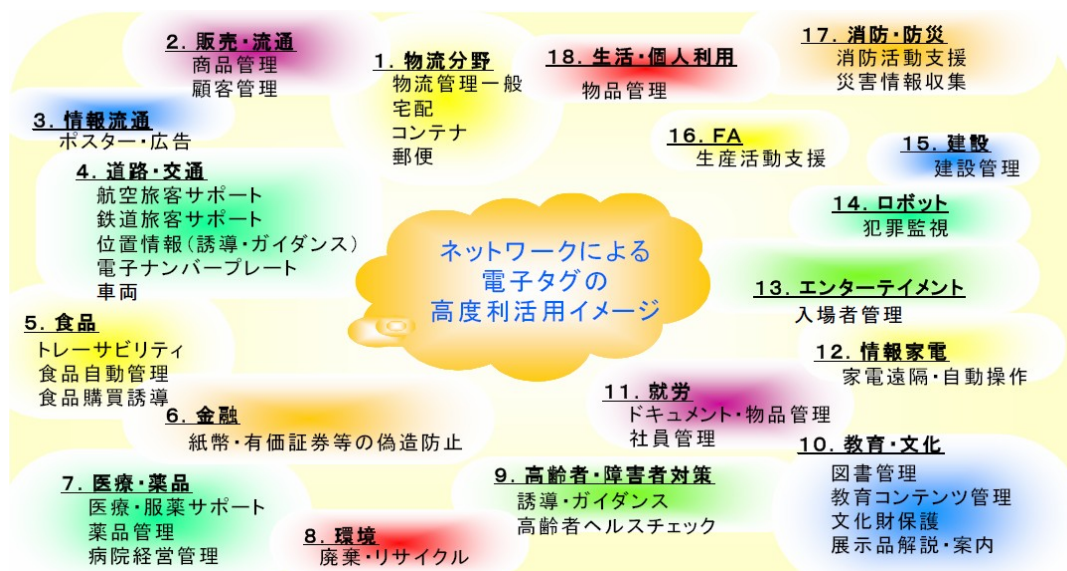 ネットワークによる
電子タグの
高度利活用イメージ
1. 物流分野
物流管理一般
宅配
コンテナ
郵便
2. 販売・流通
商品管理
顧客管理
3. 情報流通
ポスター・広告
4. 道路・交通
航空旅客サポート
鉄道旅客サポート
位置情報(誘導・ガイダンス)
電子ナンバープレート
車両
5. 食品
トレーサビリティ
食品自動管理
食品購買誘導
6. 金融
紙幣・有価証券等の偽造防止
7. 医療・薬品
医療・服薬サポート
薬品管理
病院経営管理
8. 環境
廃棄・リサイクル
9. 高齢者・障害者対策
誘導・ガイダンス
高齢者ヘルスチェック
10. 教育・文化
図書管理
教育コンテンツ管理
文化財保護
展示品解説・案内
11. 就労
ドキュメント・物品管理
社員管理
12. 情報家電
家電遠隔・自動操作
13. エンターテイメント
入場者管理
14. ロボット
犯罪監視
15. 建設
建設管理
16. FA
生産活動支援
17. 消防・防災
消防活動支援
災害情報収集
18. 生活・個人利用
物品管理